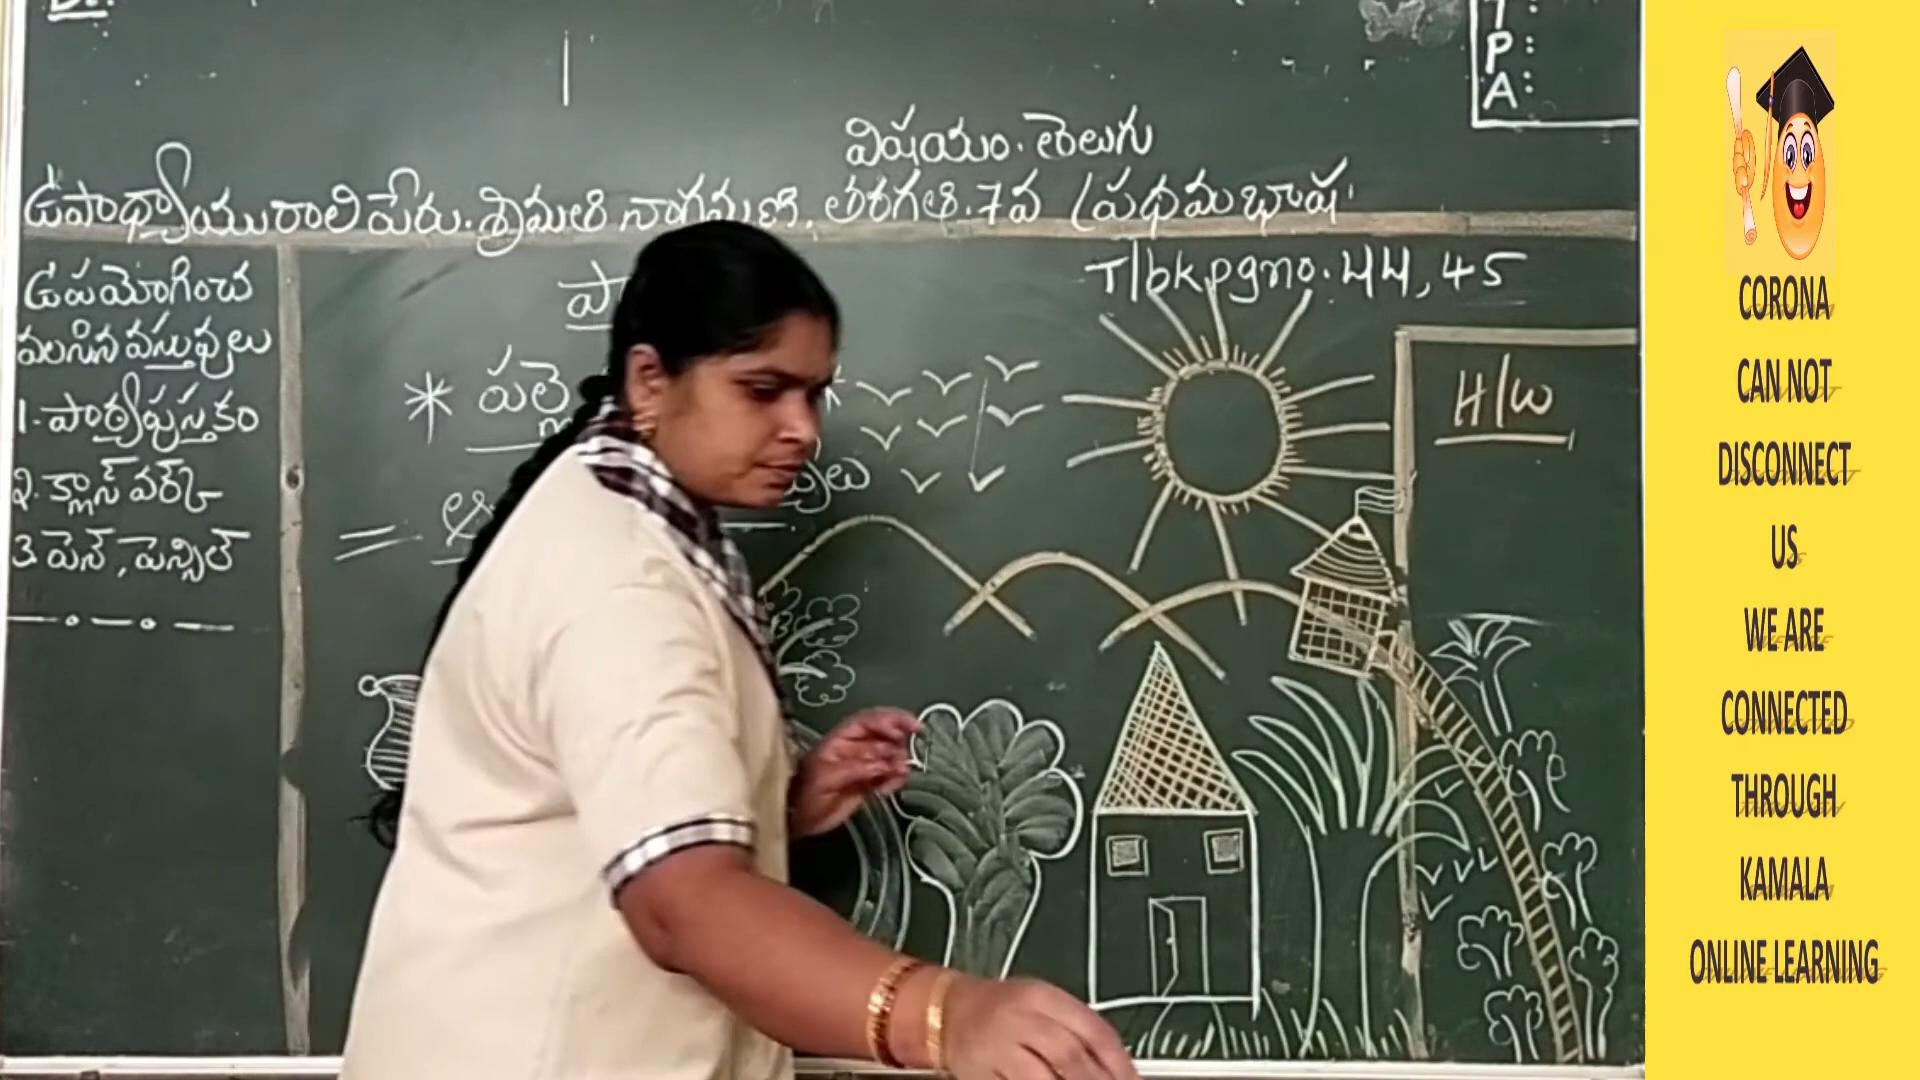 P :
A :
విషయం. తెలుగు
ఉపాధ్యాయురాలి పేరు. శ్రీమతి నాగమణి. తరగతి. 7వ (ప్రథమ భాష
ఉపయోగించ
వలసిన వస్తువులు
1. పాఠ్యపుస్తకం
2. క్లాస్ వర్క్
3. పెన్, పెన్సిల్
T/bk pg no. 44, 45
* పల్లె
H/W
CORONA
CAN NOT
DISCONNECT
US
WE ARE
CONNECTED
THROUGH
KAMALA
ONLINE LEARNING